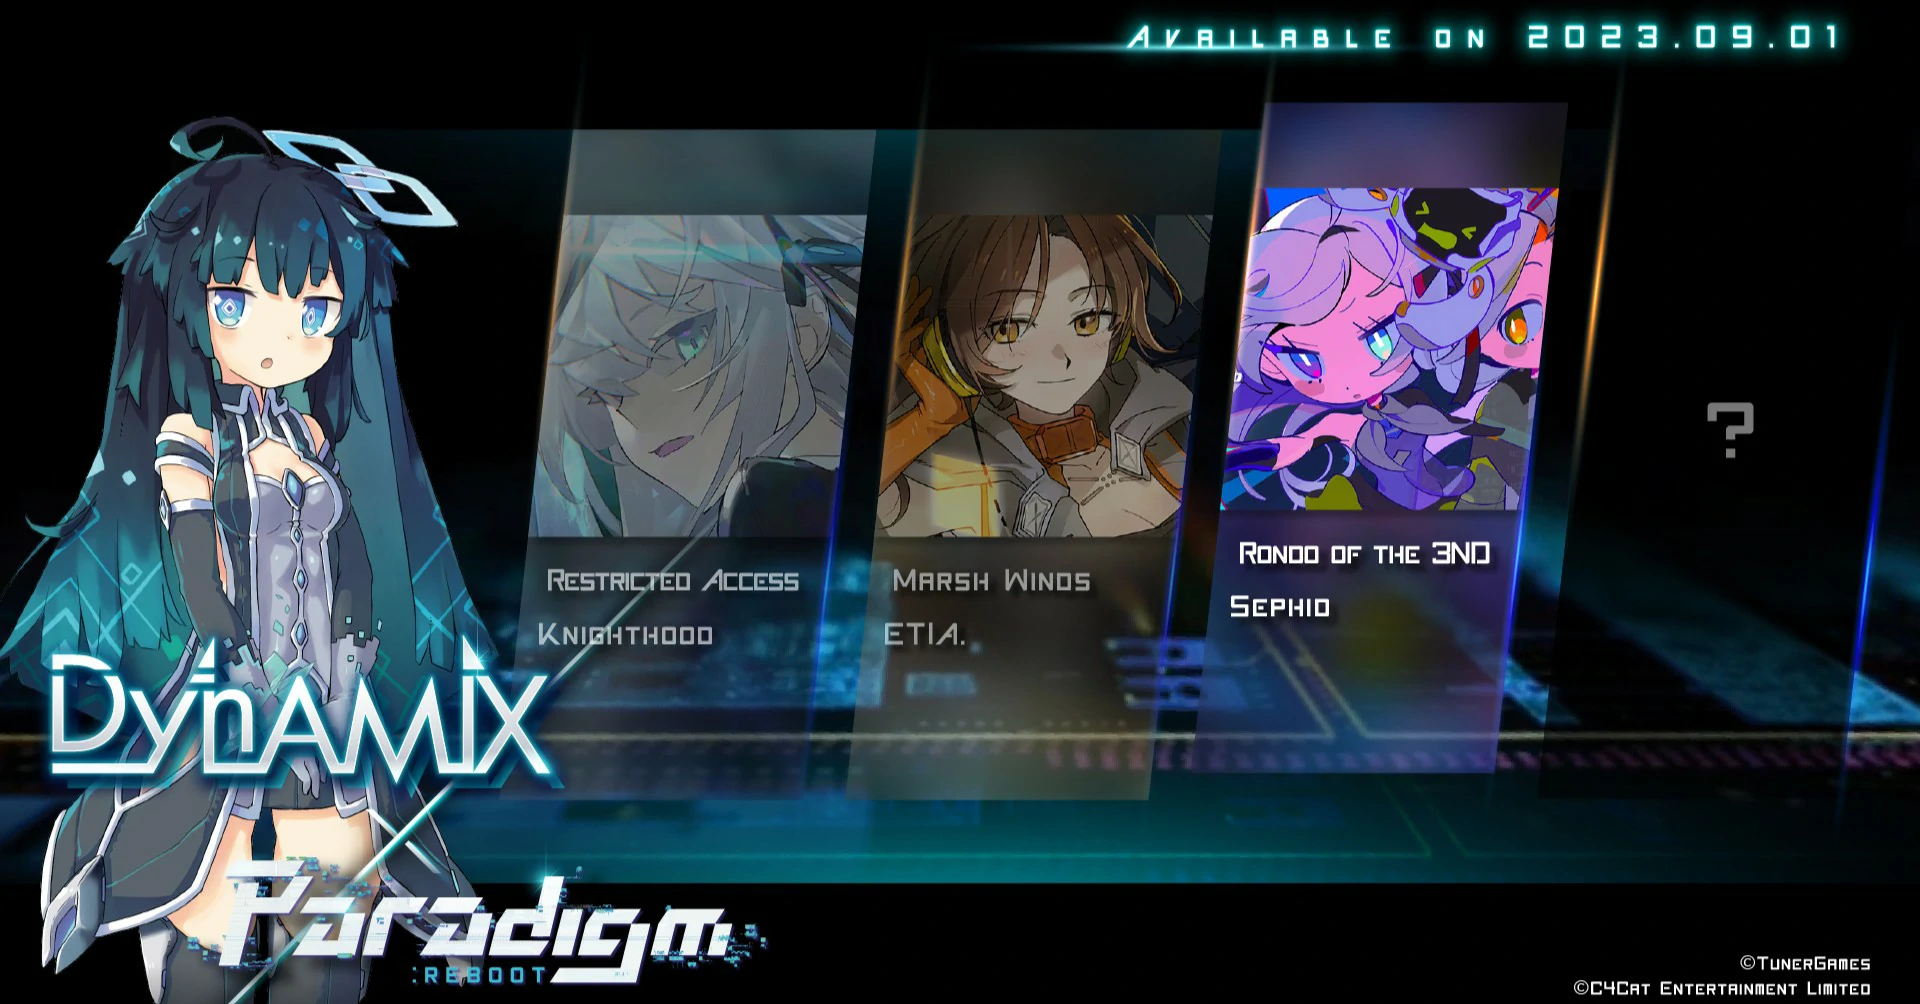 AVAILABLE ON 2023.09.01
RESTRICTED ACCESS
KNIGHTHOOD
MARSH WINDS
ETIA.
RONDO OF THE 3ND
SEPHID
?
DynAMiX
Paradigm
:REBOOT
©TUNERGAMES
©C4CAT ENTERTAINMENT LIMITED